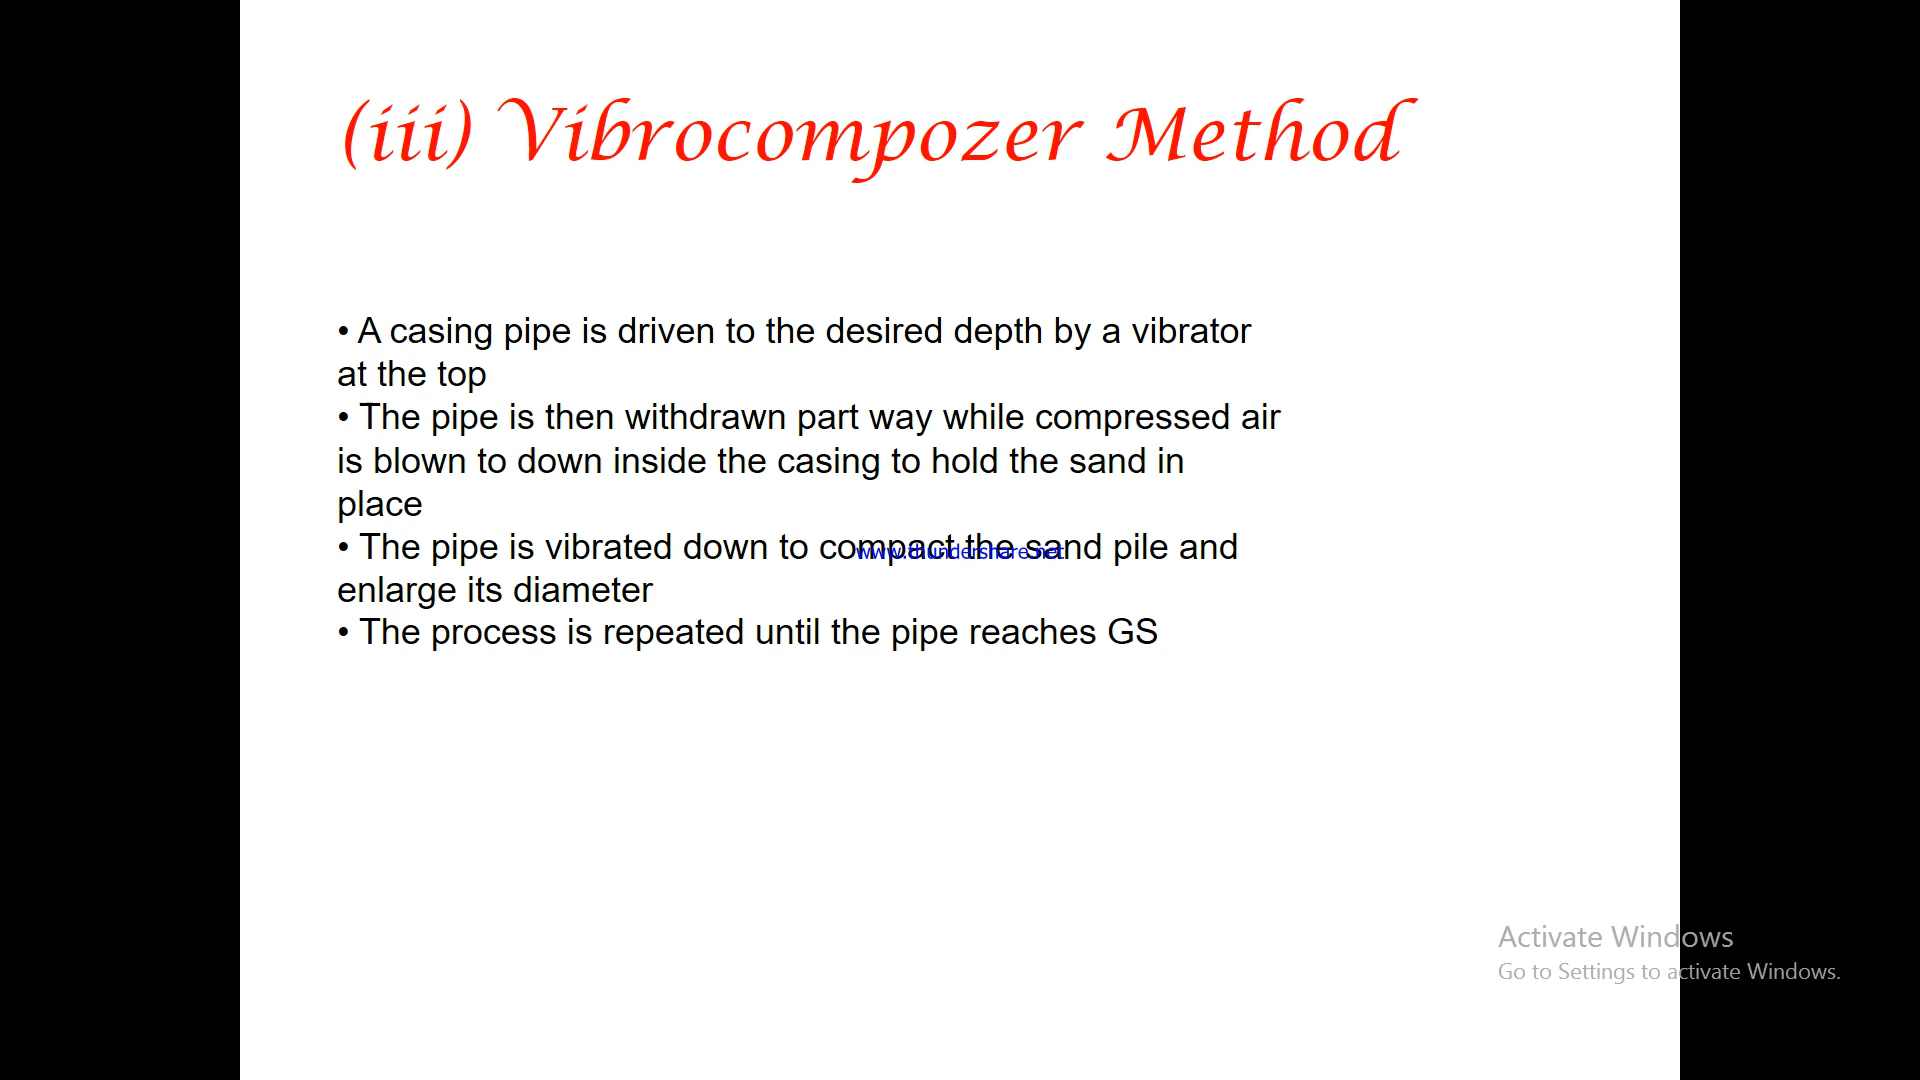 (iii) Vibrocompozer Method
• A casing pipe is driven to the desired depth by a vibrator
at the top
• The pipe is then withdrawn part way while compressed air
is blown to down inside the casing to hold the sand in
place
• The pipe is vibrated down to compact the sand pile and
www.thundershare.net
enlarge its diameter
• The process is repeated until the pipe reaches GS
Activate Windows
Go to Settings to activate Windows.